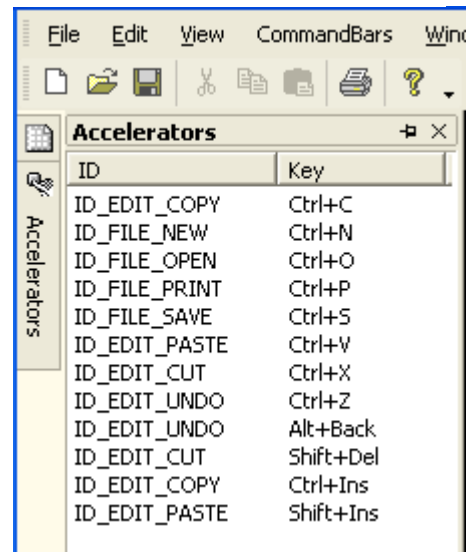 File Edit View CommandBars Wind
Accelerators
Accelerators
ID Key
ID_EDIT_COPY Ctrl+C
ID_FILE_NEW Ctrl+N
ID_FILE_OPEN Ctrl+O
ID_FILE_PRINT Ctrl+P
ID_FILE_SAVE Ctrl+S
ID_EDIT_PASTE Ctrl+V
ID_EDIT_CUT Ctrl+X
ID_EDIT_UNDO Ctrl+Z
ID_EDIT_UNDO Alt+Back
ID_EDIT_CUT Shift+Del
ID_EDIT_COPY Ctrl+Ins
ID_EDIT_PASTE Shift+Ins